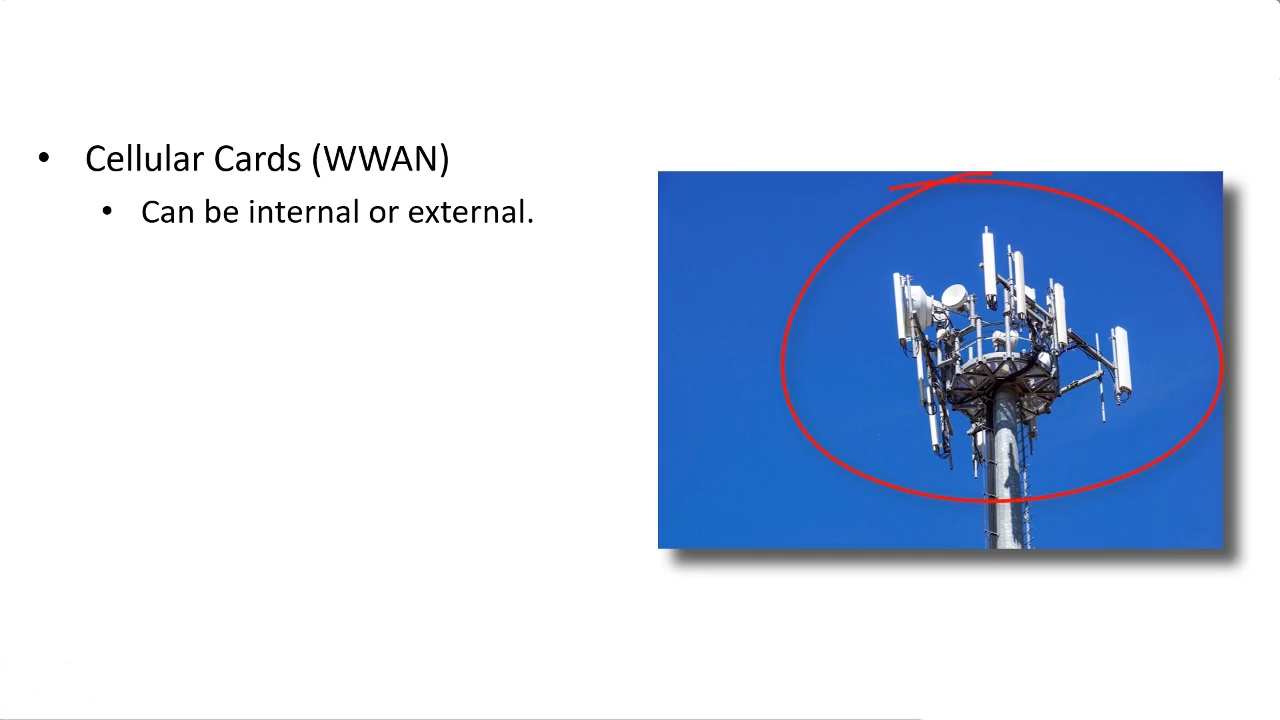 • Cellular Cards (WWAN)
• Can be internal or external.